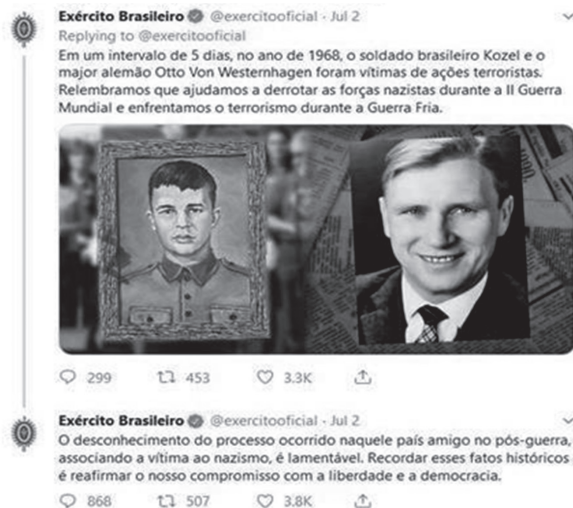 Exército Brasileiro @exercitooficial · Jul 2
Replying to @exercitooficial
Em um intervalo de 5 dias, no ano de 1968, o soldado brasileiro Kozel e o
major alemão Otto Von Westernhagen foram vítimas de ações terroristas.
Relembramos que ajudamos a derrotar as forças nazistas durante a II Guerra
Mundial e enfrentamos o terrorismo durante a Guerra Fria.
299 453 3.3K
Exército Brasileiro @exercitooficial · Jul 2
O desconhecimento do processo ocorrido naquele país amigo no pós-guerra,
associando a vítima ao nazismo, é lamentável. Recordar esses fatos históricos
é reafirmar o nosso compromisso com a liberdade e a democracia.
868 507 3.8K